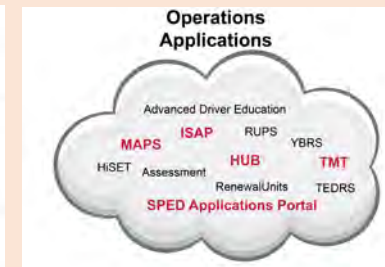 Operations
Applications
Advanced Driver Education
ISAP RUPS
MAPS YBRS
HUB TMT
HiSET Assessment
RenewalUnits TEDRS
SPED Applications Portal